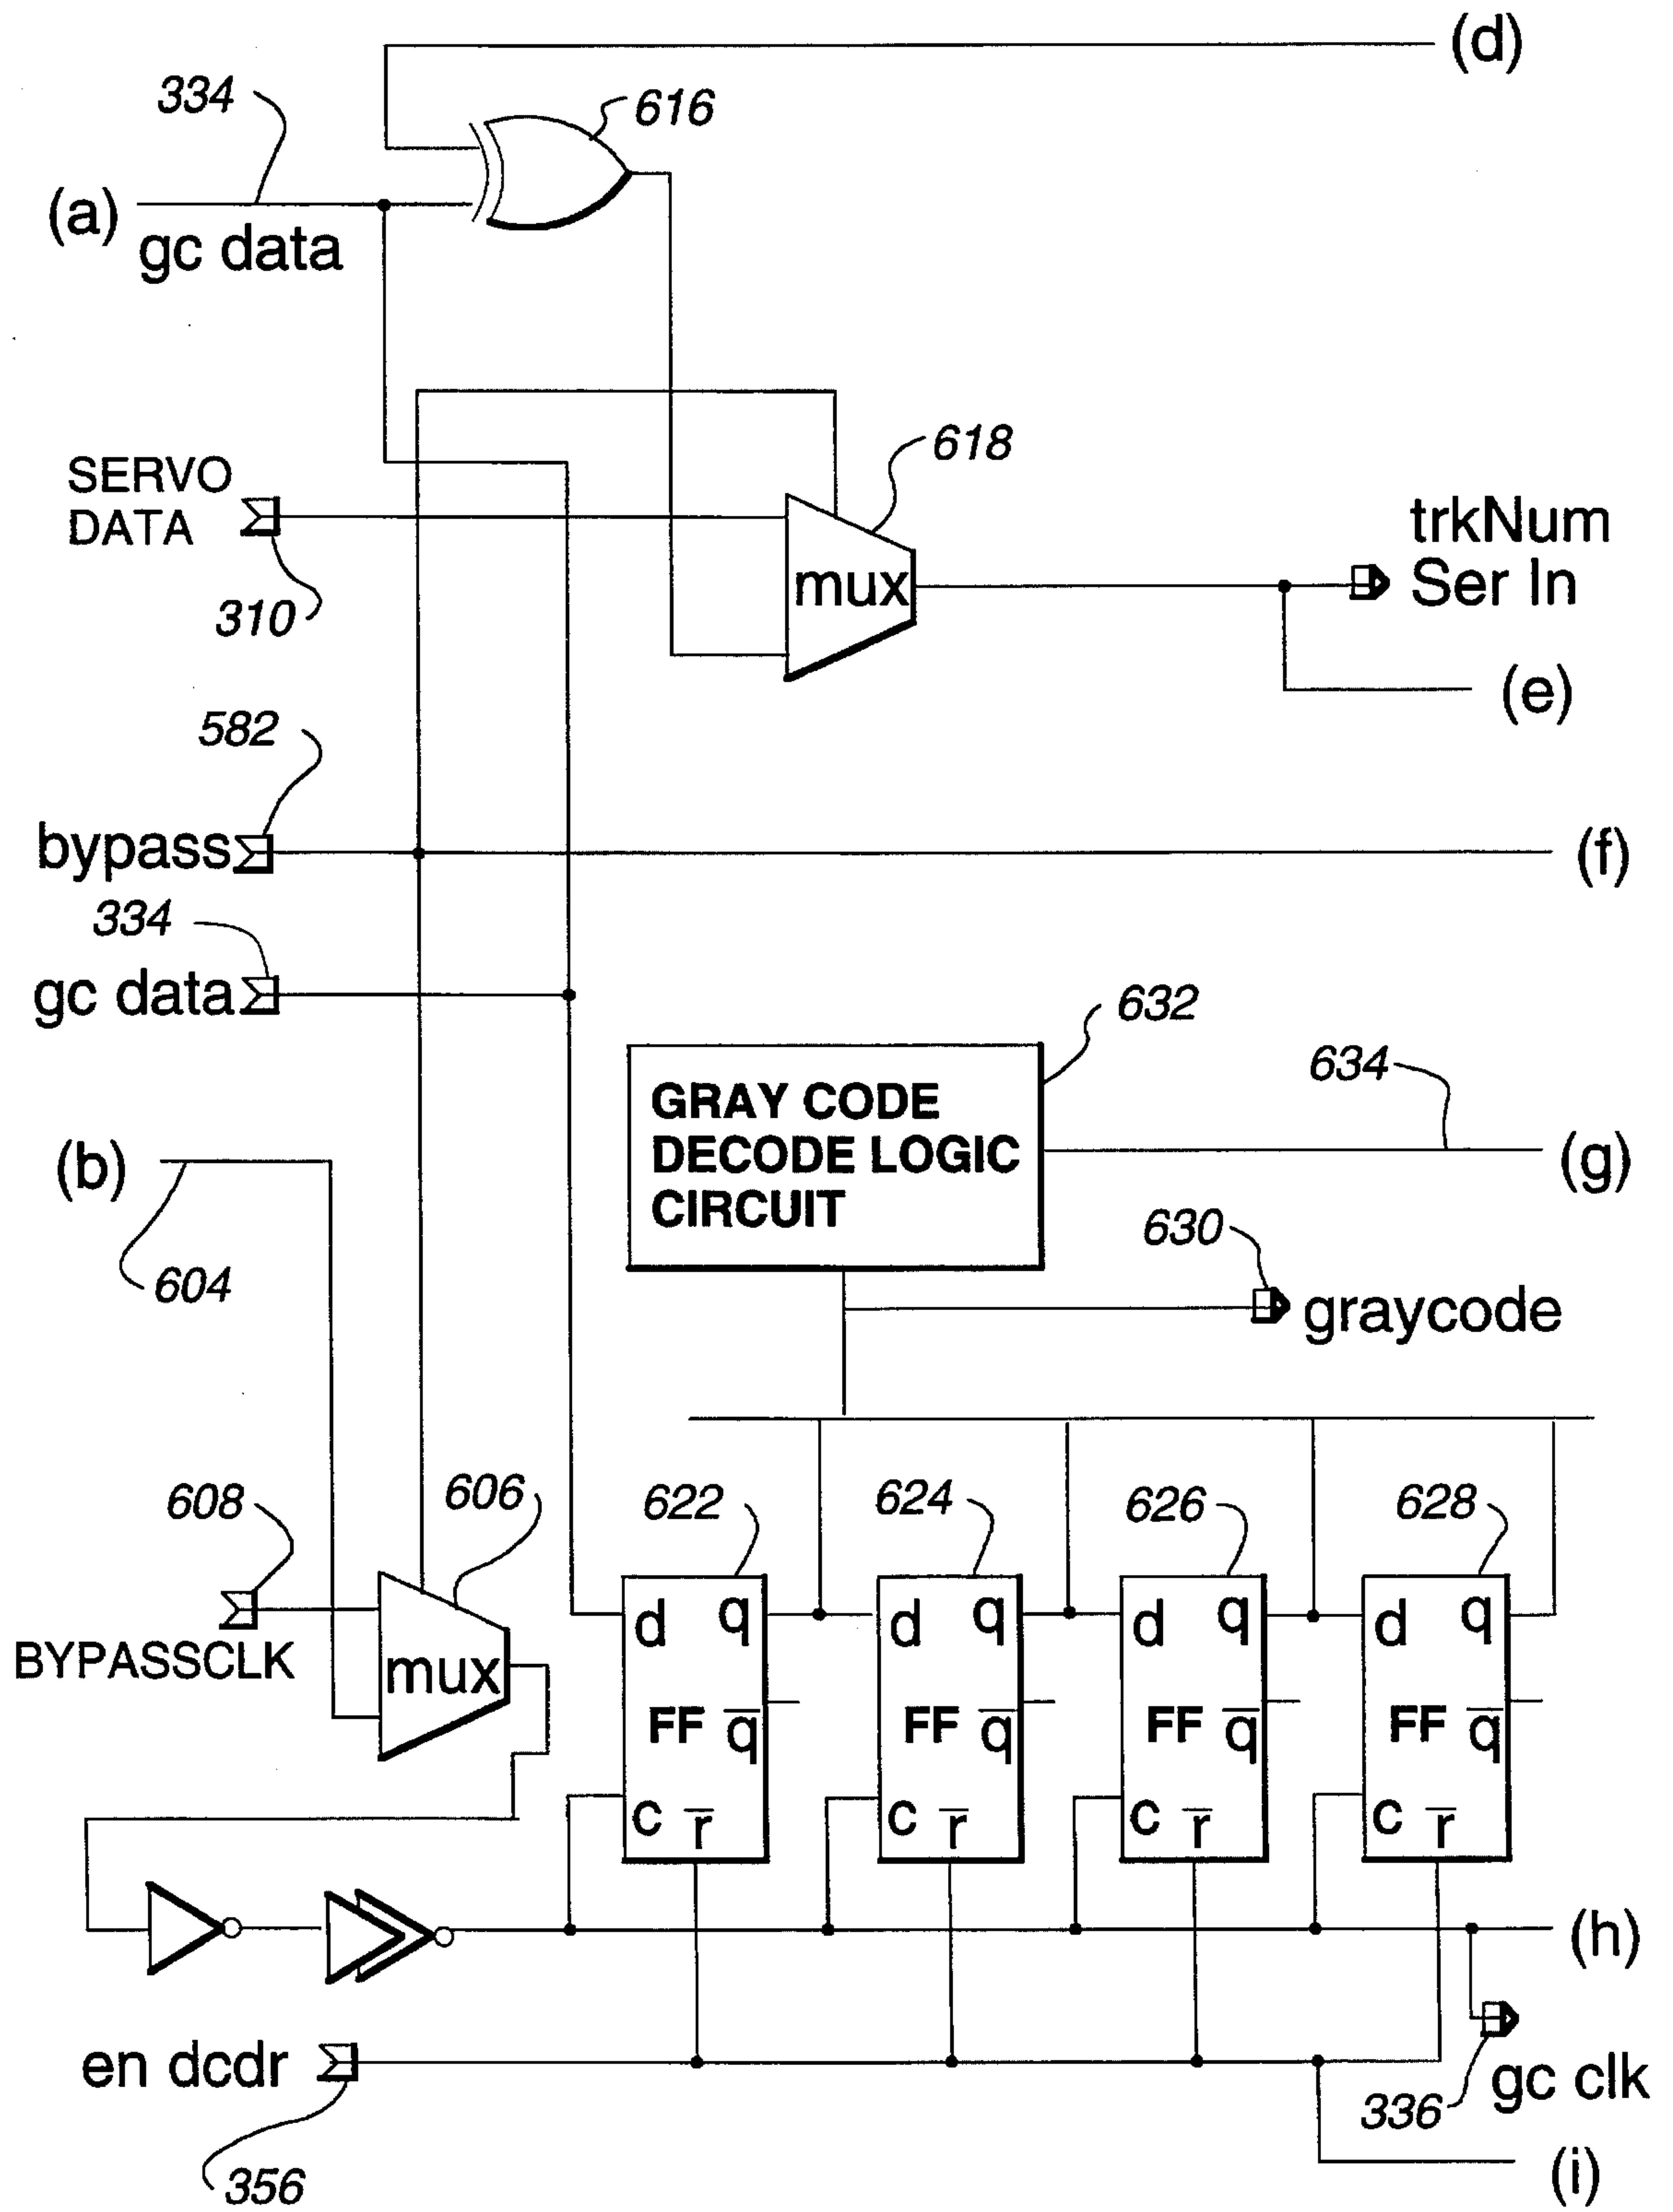 (d)
334
616
(a)
gc data
618
SERVO
DATA
310
mux
trkNum
Ser In
(e)
582
bypass
(f)
334
gc data
632
GRAY CODE
DECODE LOGIC
CIRCUIT
634
(g)
(b)
604
630
graycode
608
606
622
624
626
628
BYPASSCLK
mux
d q
FF q
c r
d q
FF q
c r
d q
FF q
c r
d q
FF q
c r
(h)
en dcdr
356
336
gc clk
(i)